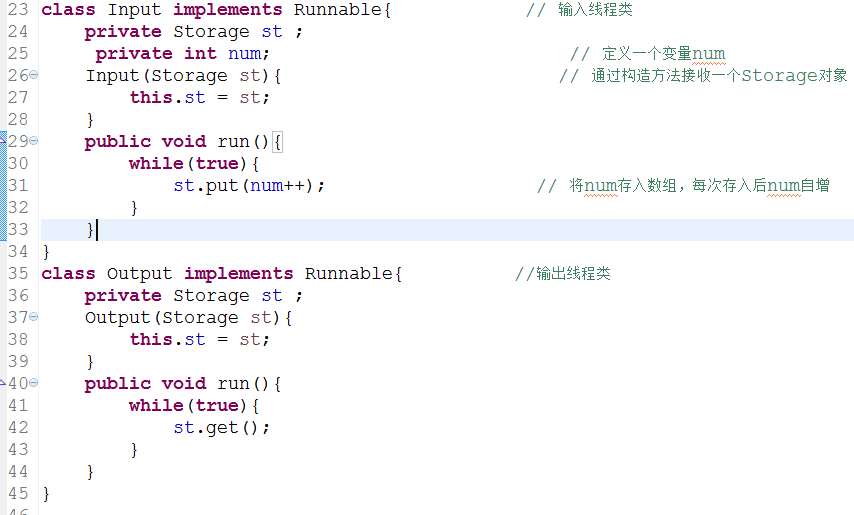 23 class Input implements Runnable{ // 输入线程类
24 private Storage st ;
25 private int num; // 定义一个变量num
26 Input(Storage st){ // 通过构造方法接收一个Storage对象
27 this.st = st;
28 }
29 public void run(){
30 while(true){
31 st.put(num++); // 将num存入数组，每次存入后num自增
32 }
33 }
34 }
35 class Output implements Runnable{ //输出线程类
36 private Storage st ;
37 Output(Storage st){
38 this.st = st;
39 }
40 public void run(){
41 while(true){
42 st.get();
43 }
44 }
45 }